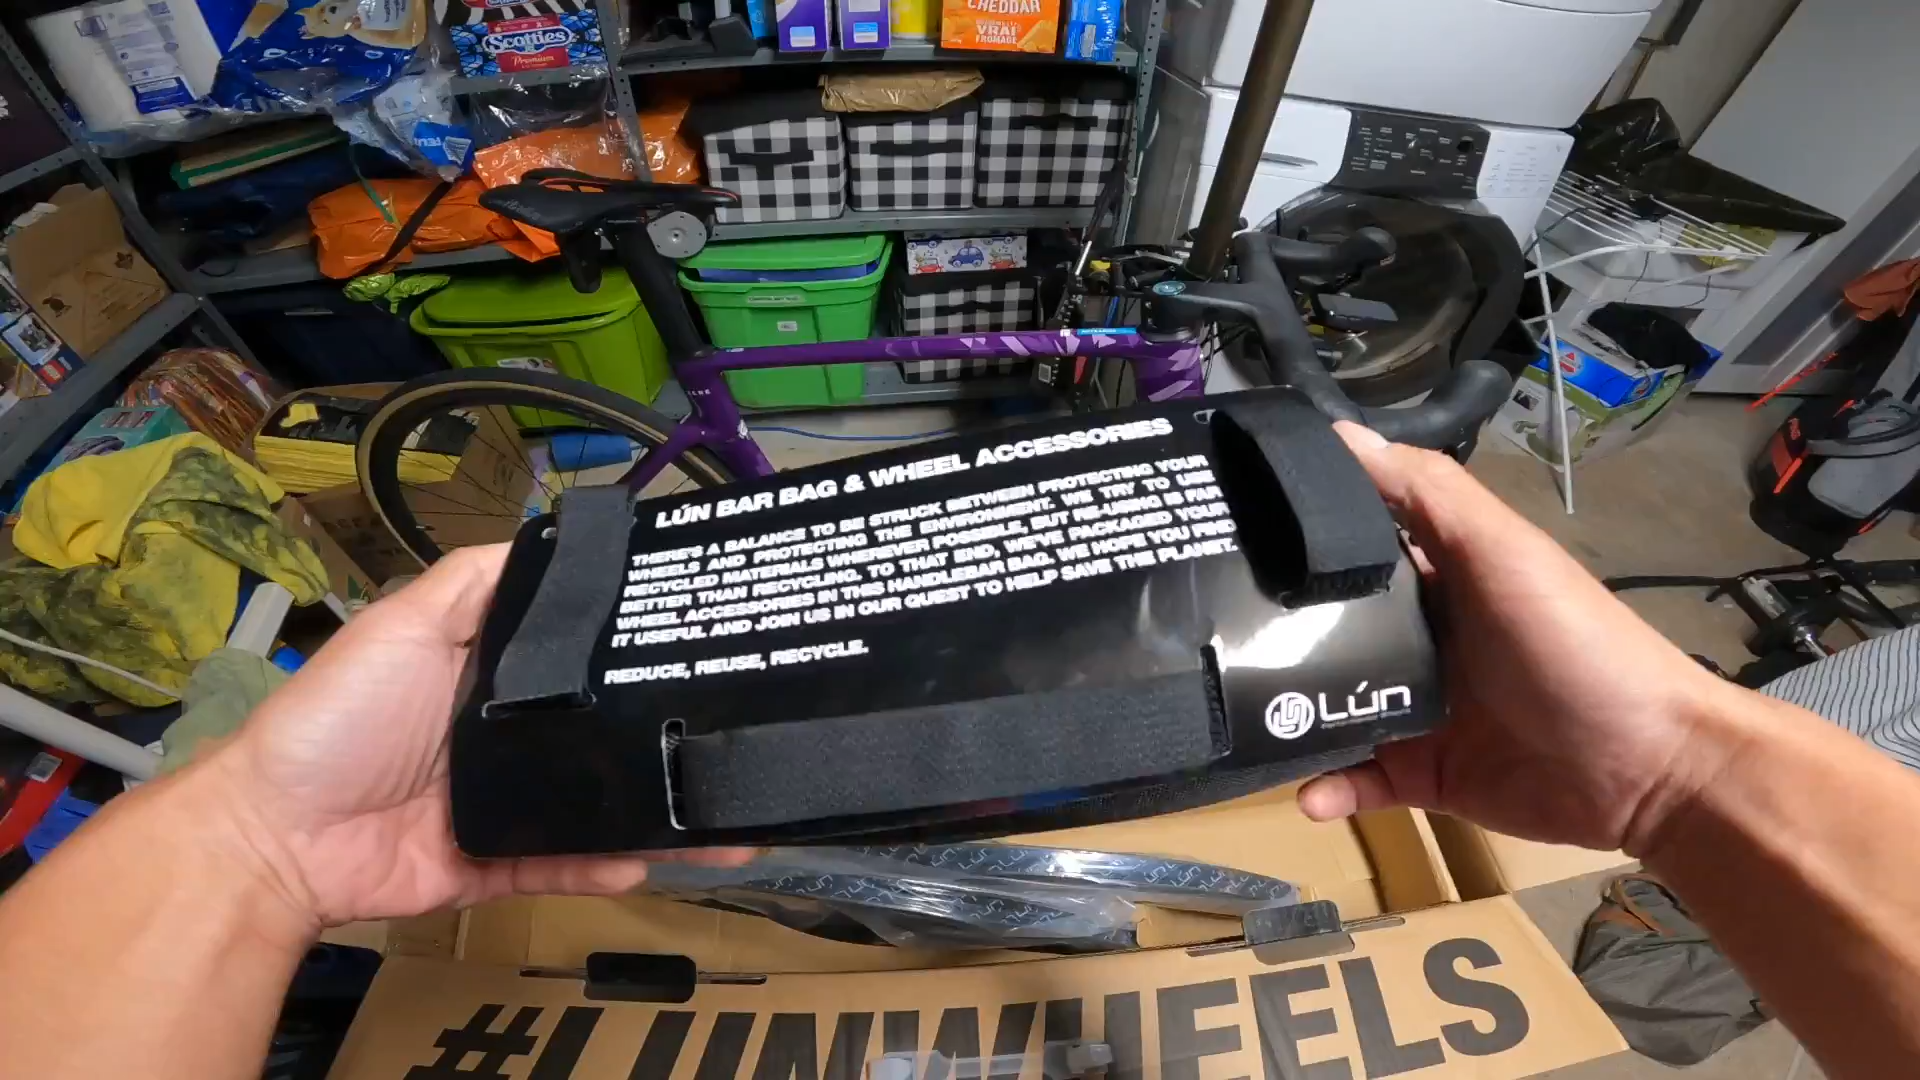 CHEDDAR
VRAI
FROMAGE
Scotties
Premium
LÚN BAR BAG & WHEEL ACCESSORIES
THERE'S A BALANCE TO BE STRUCK BETWEEN PROTECTING YOUR
WHEELS AND PROTECTING THE ENVIRONMENT. WE TRY TO USE
RECYCLED MATERIALS WHEREVER POSSIBLE, BUT RE-USING IS FAR
BETTER THAN RECYCLING. TO THAT END, WE'VE PACKAGED YOUR
WHEEL ACCESSORIES IN THIS HANDLEBAR BAG. WE HOPE YOU FIND
IT USEFUL AND JOIN US IN OUR QUEST TO HELP SAVE THE PLANET.
REDUCE, REUSE, RECYCLE.
Lún
#LUNWHEELS